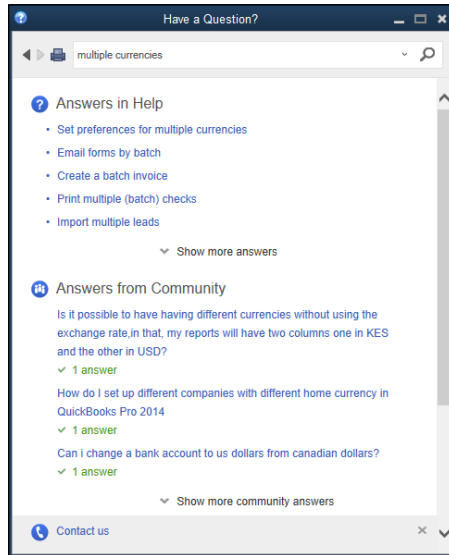 Have a Question?
multiple currencies
Answers in Help
• Set preferences for multiple currencies
• Email forms by batch
• Create a batch invoice
• Print multiple (batch) checks
• Import multiple leads
Show more answers
Answers from Community
Is it possible to have having different currencies without using the
exchange rate,in that, my reports will have two columns one in KES
and the other in USD?
✓ 1 answer
How do I set up different companies with different home currency in
QuickBooks Pro 2014
✓ 1 answer
Can i change a bank account to us dollars from canadian dollars?
✓ 1 answer
Show more community answers
Contact us